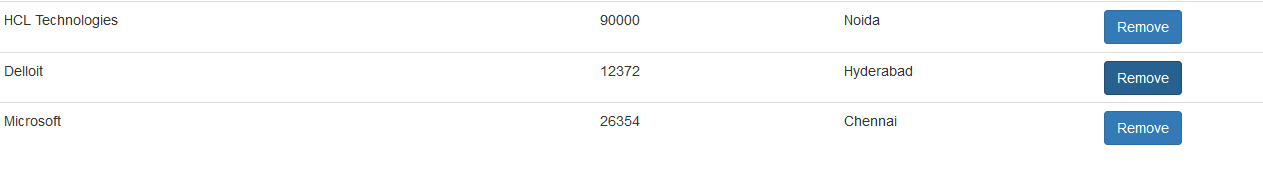 HCL Technologies 90000 Noida Remove
Delloit 12372 Hyderabad Remove
Microsoft 26354 Chennai Remove